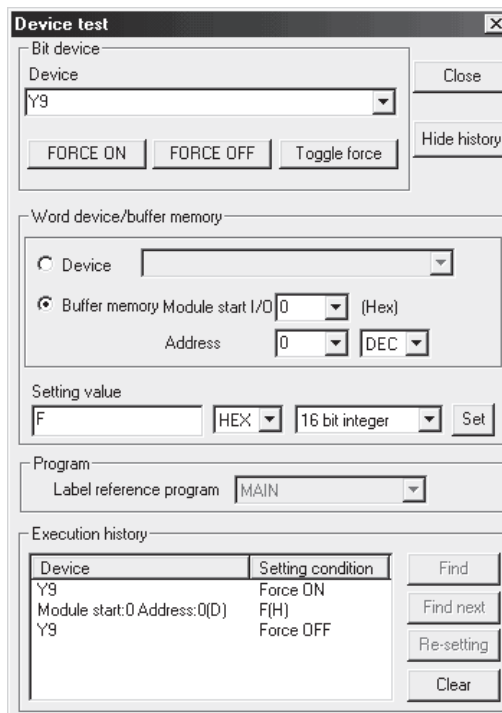 Device test
Bit device
Device
Close
Y9
FORCE ON FORCE OFF Toggle force
Hide history
Word device/buffer memory
Device
Buffer memory Module start I/O 0 (Hex)
Address 0 DEC
Setting value
F HEX 16 bit integer Set
Program
Label reference program MAIN
Execution history
Device Setting condition
Y9 Force ON
Module start:0 Address:0(D) F(H)
Y9 Force OFF
Find
Find next
Re-setting
Clear